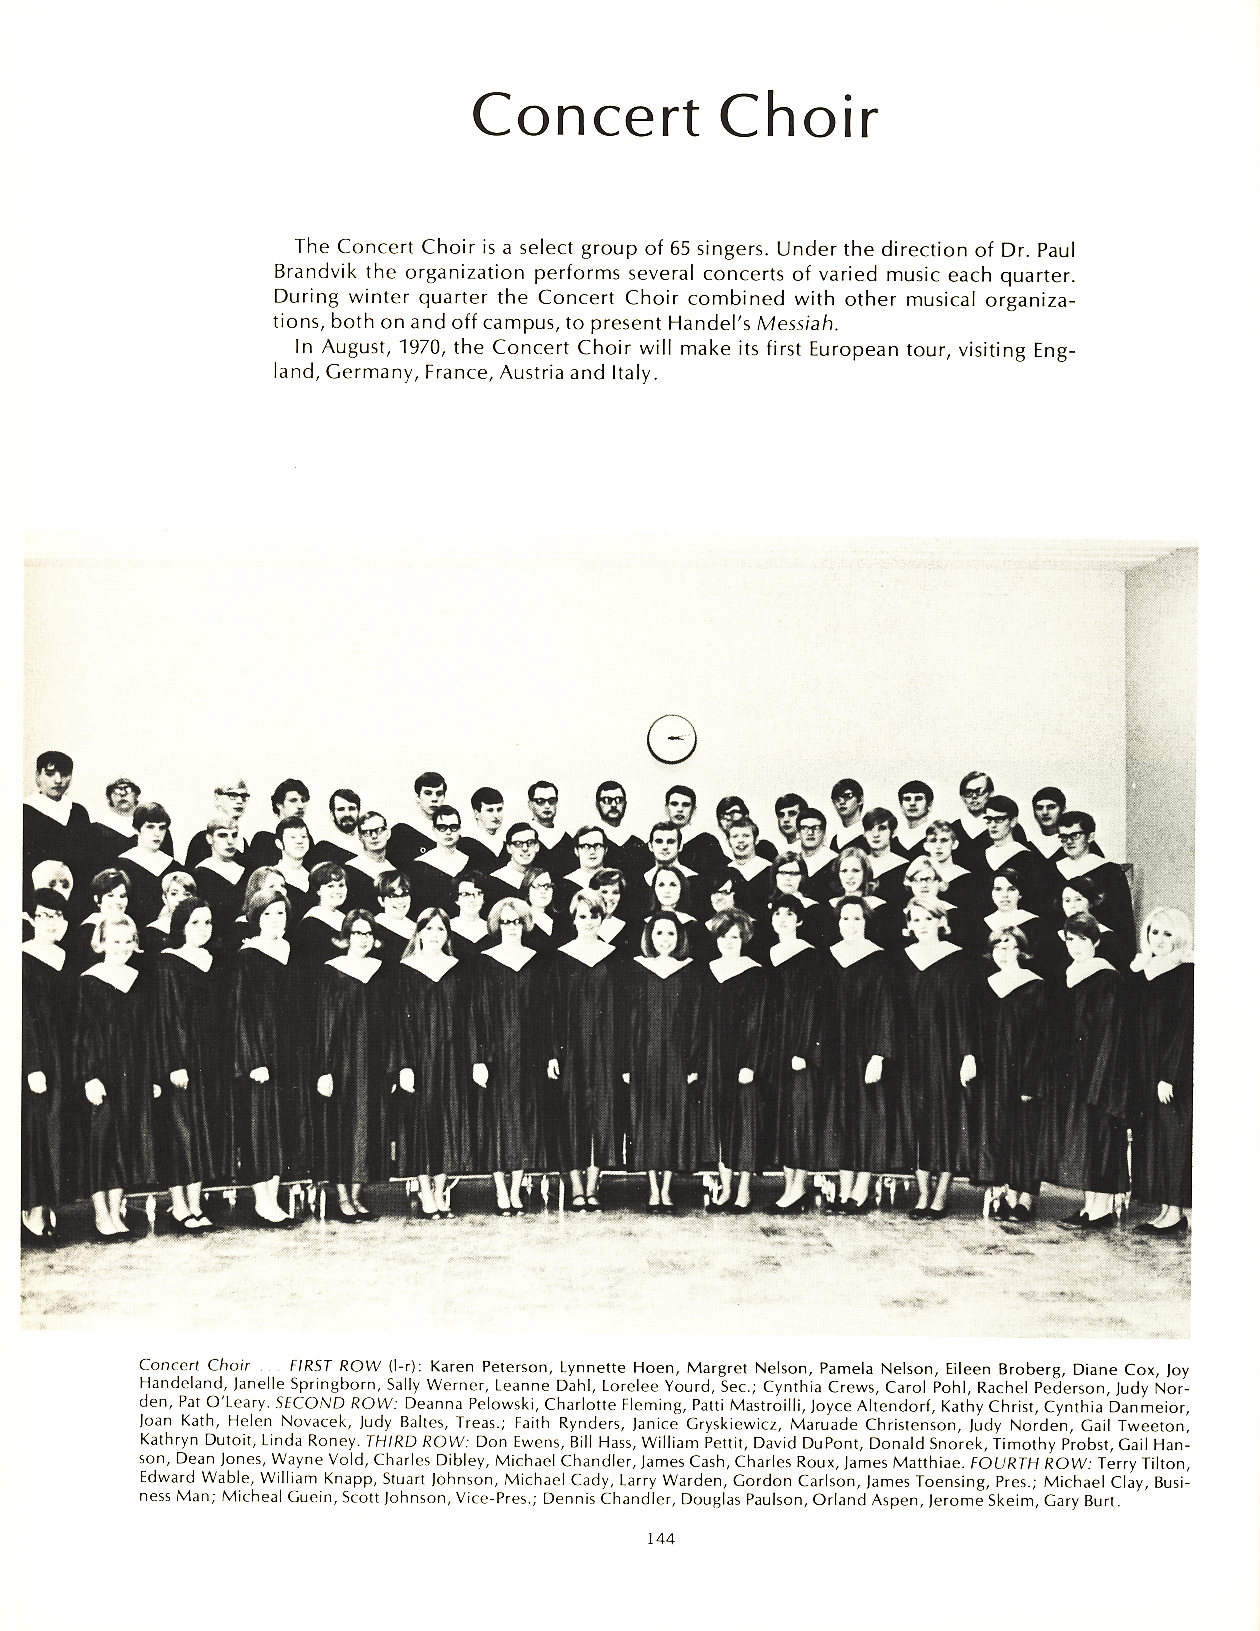 Concert Choir
The Concert Choir is a select group of 65 singers. Under the direction of Dr. Paul
Brandvik the organization performs several concerts of varied music each quarter.
During winter quarter the Concert Choir combined with other musical organiza-
tions, both on and off campus, to present Handel's Messiah.
In August, 1970, the Concert Choir will make its first European tour, visiting Eng-
land, Germany, France, Austria and Italy.
Concert Choir . . . FIRST ROW (l-r): Karen Peterson, Lynnette Hoen, Margret Nelson, Pamela Nelson, Eileen Broberg, Diane Cox, Joy
Handeland, Janelle Springborn, Sally Werner, Leanne Dahl, Lorelee Yourd, Sec.; Cynthia Crews, Carol Pohl, Rachel Pederson, Judy Nor-
den, Pat O'Leary. SECOND ROW: Deanna Pelowski, Charlotte Fleming, Patti Mastroilli, Joyce Altendorf, Kathy Christ, Cynthia Danmeior,
Joan Kath, Helen Novacek, Judy Baltes, Treas.; Faith Rynders, Janice Gryskiewicz, Maruade Christenson, Judy Norden, Gail Tweeton,
Kathryn Dutoit, Linda Roney. THIRD ROW: Don Ewens, Bill Hass, William Pettit, David DuPont, Donald Snorek, Timothy Probst, Gail Han-
son, Dean Jones, Wayne Vold, Charles Dibley, Michael Chandler, James Cash, Charles Roux, James Matthiae. FOURTH ROW: Terry Tilton,
Edward Wable, William Knapp, Stuart Johnson, Michael Cady, Larry Warden, Gordon Carlson, James Toensing, Pres.; Michael Clay, Busi-
ness Man; Micheal Guein, Scott Johnson, Vice-Pres.; Dennis Chandler, Douglas Paulson, Orland Aspen, Jerome Skeim, Gary Burt.
144